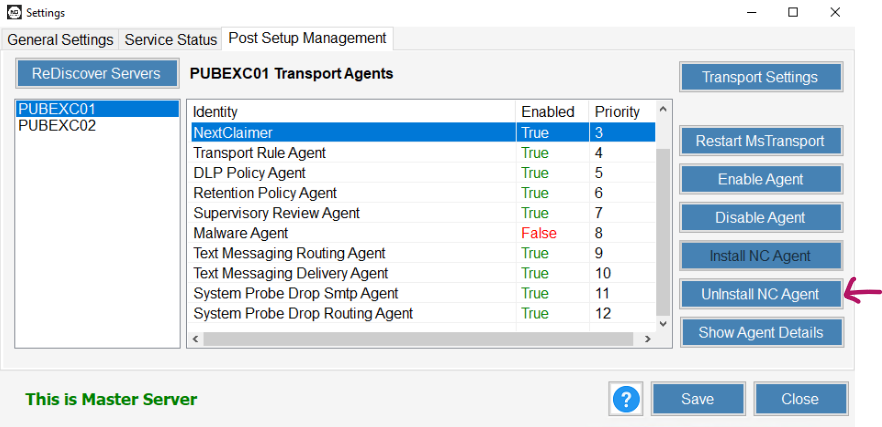 Settings
General Settings Service Status Post Setup Management
ReDiscover Servers PUBEXC01 Transport Agents Transport Settings
PUBEXC01
PUBEXC02
Identity Enabled Priority
NextClaimer True 3
Transport Rule Agent True 4
DLP Policy Agent True 5
Retention Policy Agent True 6
Supervisory Review Agent True 7
Malware Agent False 8
Text Messaging Routing Agent True 9
Text Messaging Delivery Agent True 10
System Probe Drop Smtp Agent True 11
System Probe Drop Routing Agent True 12
Restart MsTransport
Enable Agent
Disable Agent
Install NC Agent
UnInstall NC Agent
Show Agent Details
This is Master Server ? Save Close